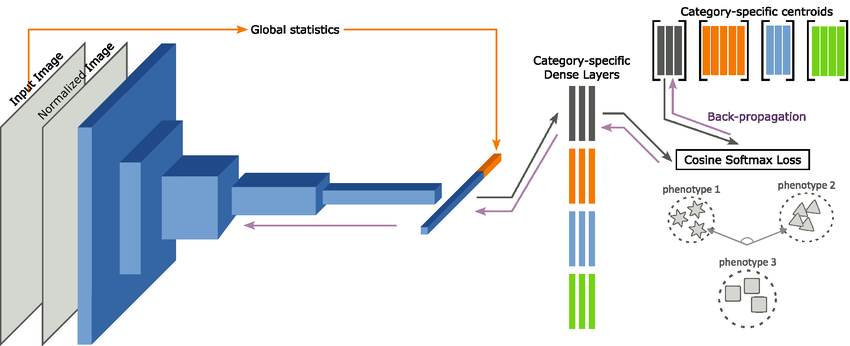 Input Image
Normalized Image
Global statistics
Category-specific
Dense Layers
Category-specific centroids
Back-propagation
Cosine Softmax Loss
phenotype 1
phenotype 2
phenotype 3